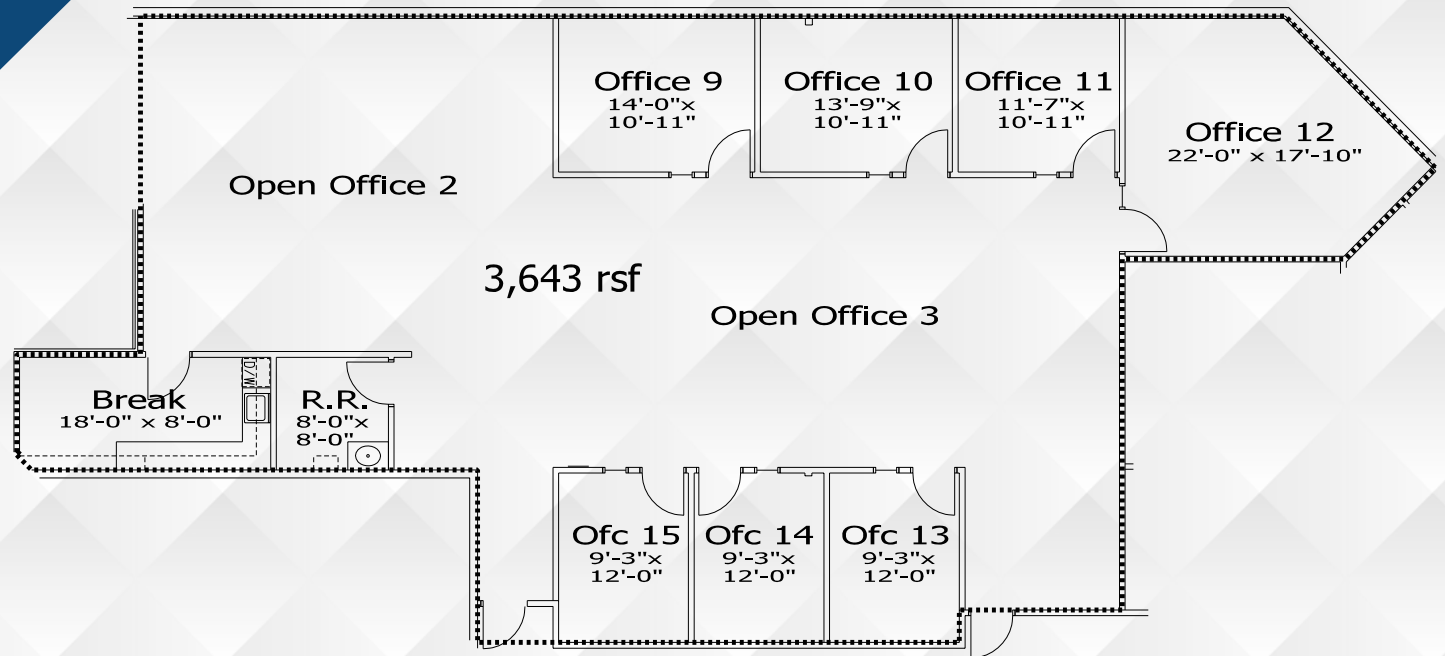 Office 9
14'-0"x
10'-11"
Office 10
13'-9"x
10'-11"
Office 11
11'-7"x
10'-11"
Office 12
22'-0" x 17'-10"
Open Office 2
3,643 rsf
Open Office 3
D/W
Break
18'-0" x 8'-0"
R.R.
8'-0"x
8'-0"
Ofc 15
9'-3"x
12'-0"
Ofc 14
9'-3"x
12'-0"
Ofc 13
9'-3"x
12'-0"